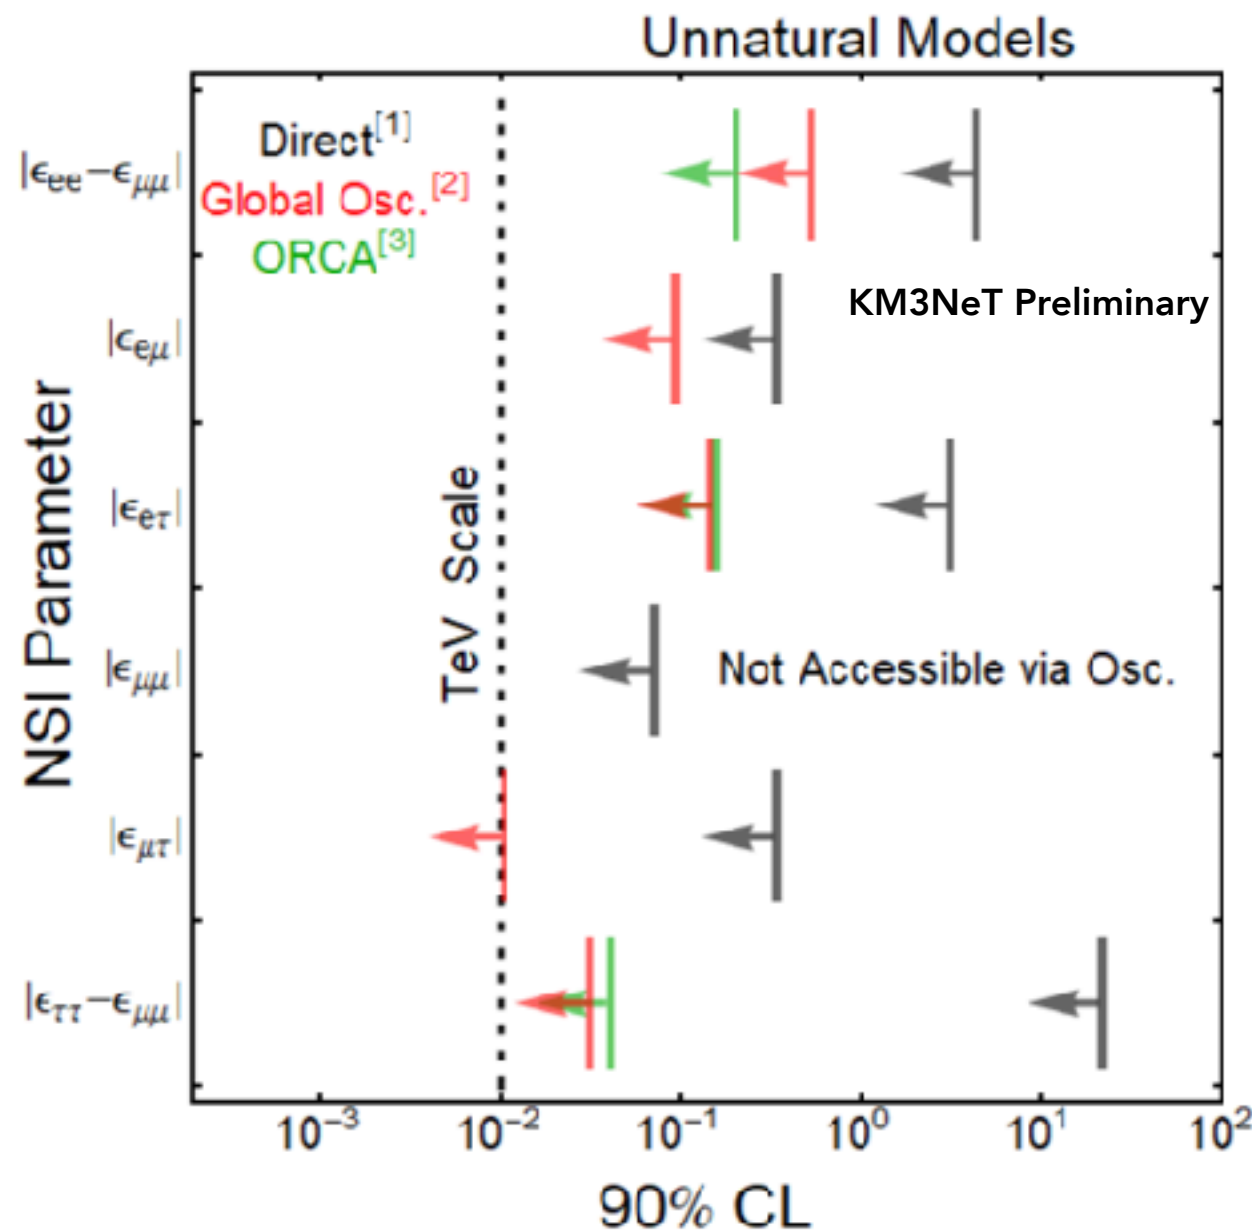 Unnatural Models
Direct[1]
Global Osc.[2]
ORCA[3]
KM3NeT Preliminary
TeV Scale
Not Accessible via Osc.
NSI Parameter
|ϵee−ϵμμ|
|ϵeμ|
|ϵeτ|
|ϵμμ|
|ϵμτ|
|ϵττ−ϵμμ|
10⁻³ 10⁻² 10⁻¹ 10⁰ 10¹ 10²
90% CL